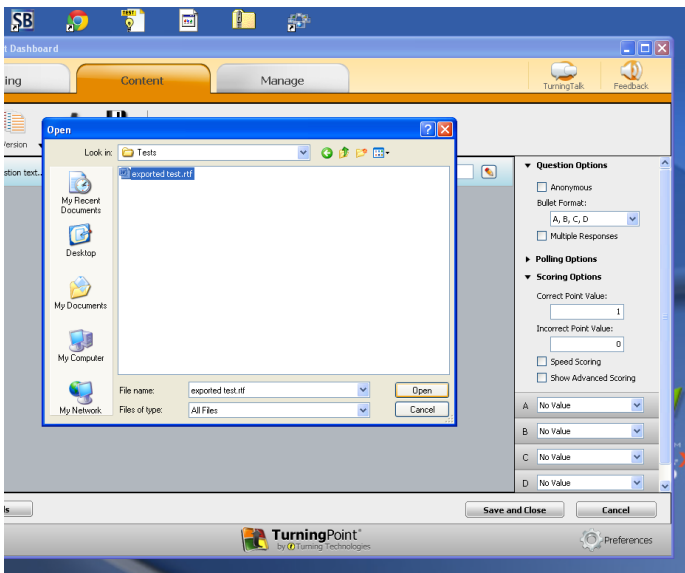 SB
t Dashboard
ing
Content
Manage
TurningTalk
Feedback
Version
Open
Look in:
Tests
stion text..
exported test.rtf
My Recent
Documents
Desktop
My Documents
My Computer
My Network
File name:
exported test.rtf
Open
Files of type:
All Files
Cancel
Question Options
Anonymous
Bullet Format:
A, B, C, D
Multiple Responses
Polling Options
Scoring Options
Correct Point Value:
1
Incorrect Point Value:
0
Speed Scoring
Show Advanced Scoring
A No Value
B No Value
C No Value
D No Value
ls
Save and Close
Cancel
TurningPoint
by Turning Technologies
Preferences